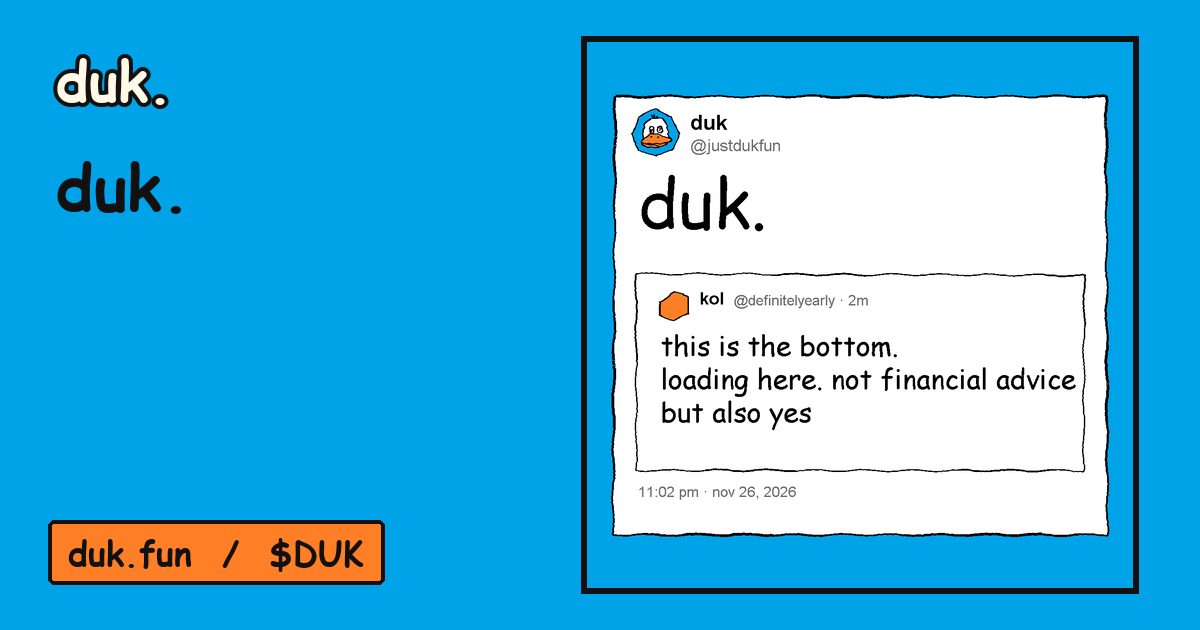 duk.
duk.
duk.fun / $DUK
duk
@justdukfun
duk.
kol @definitelyearly · 2m
this is the bottom.
loading here. not financial advice
but also yes
11:02 pm · nov 26, 2026